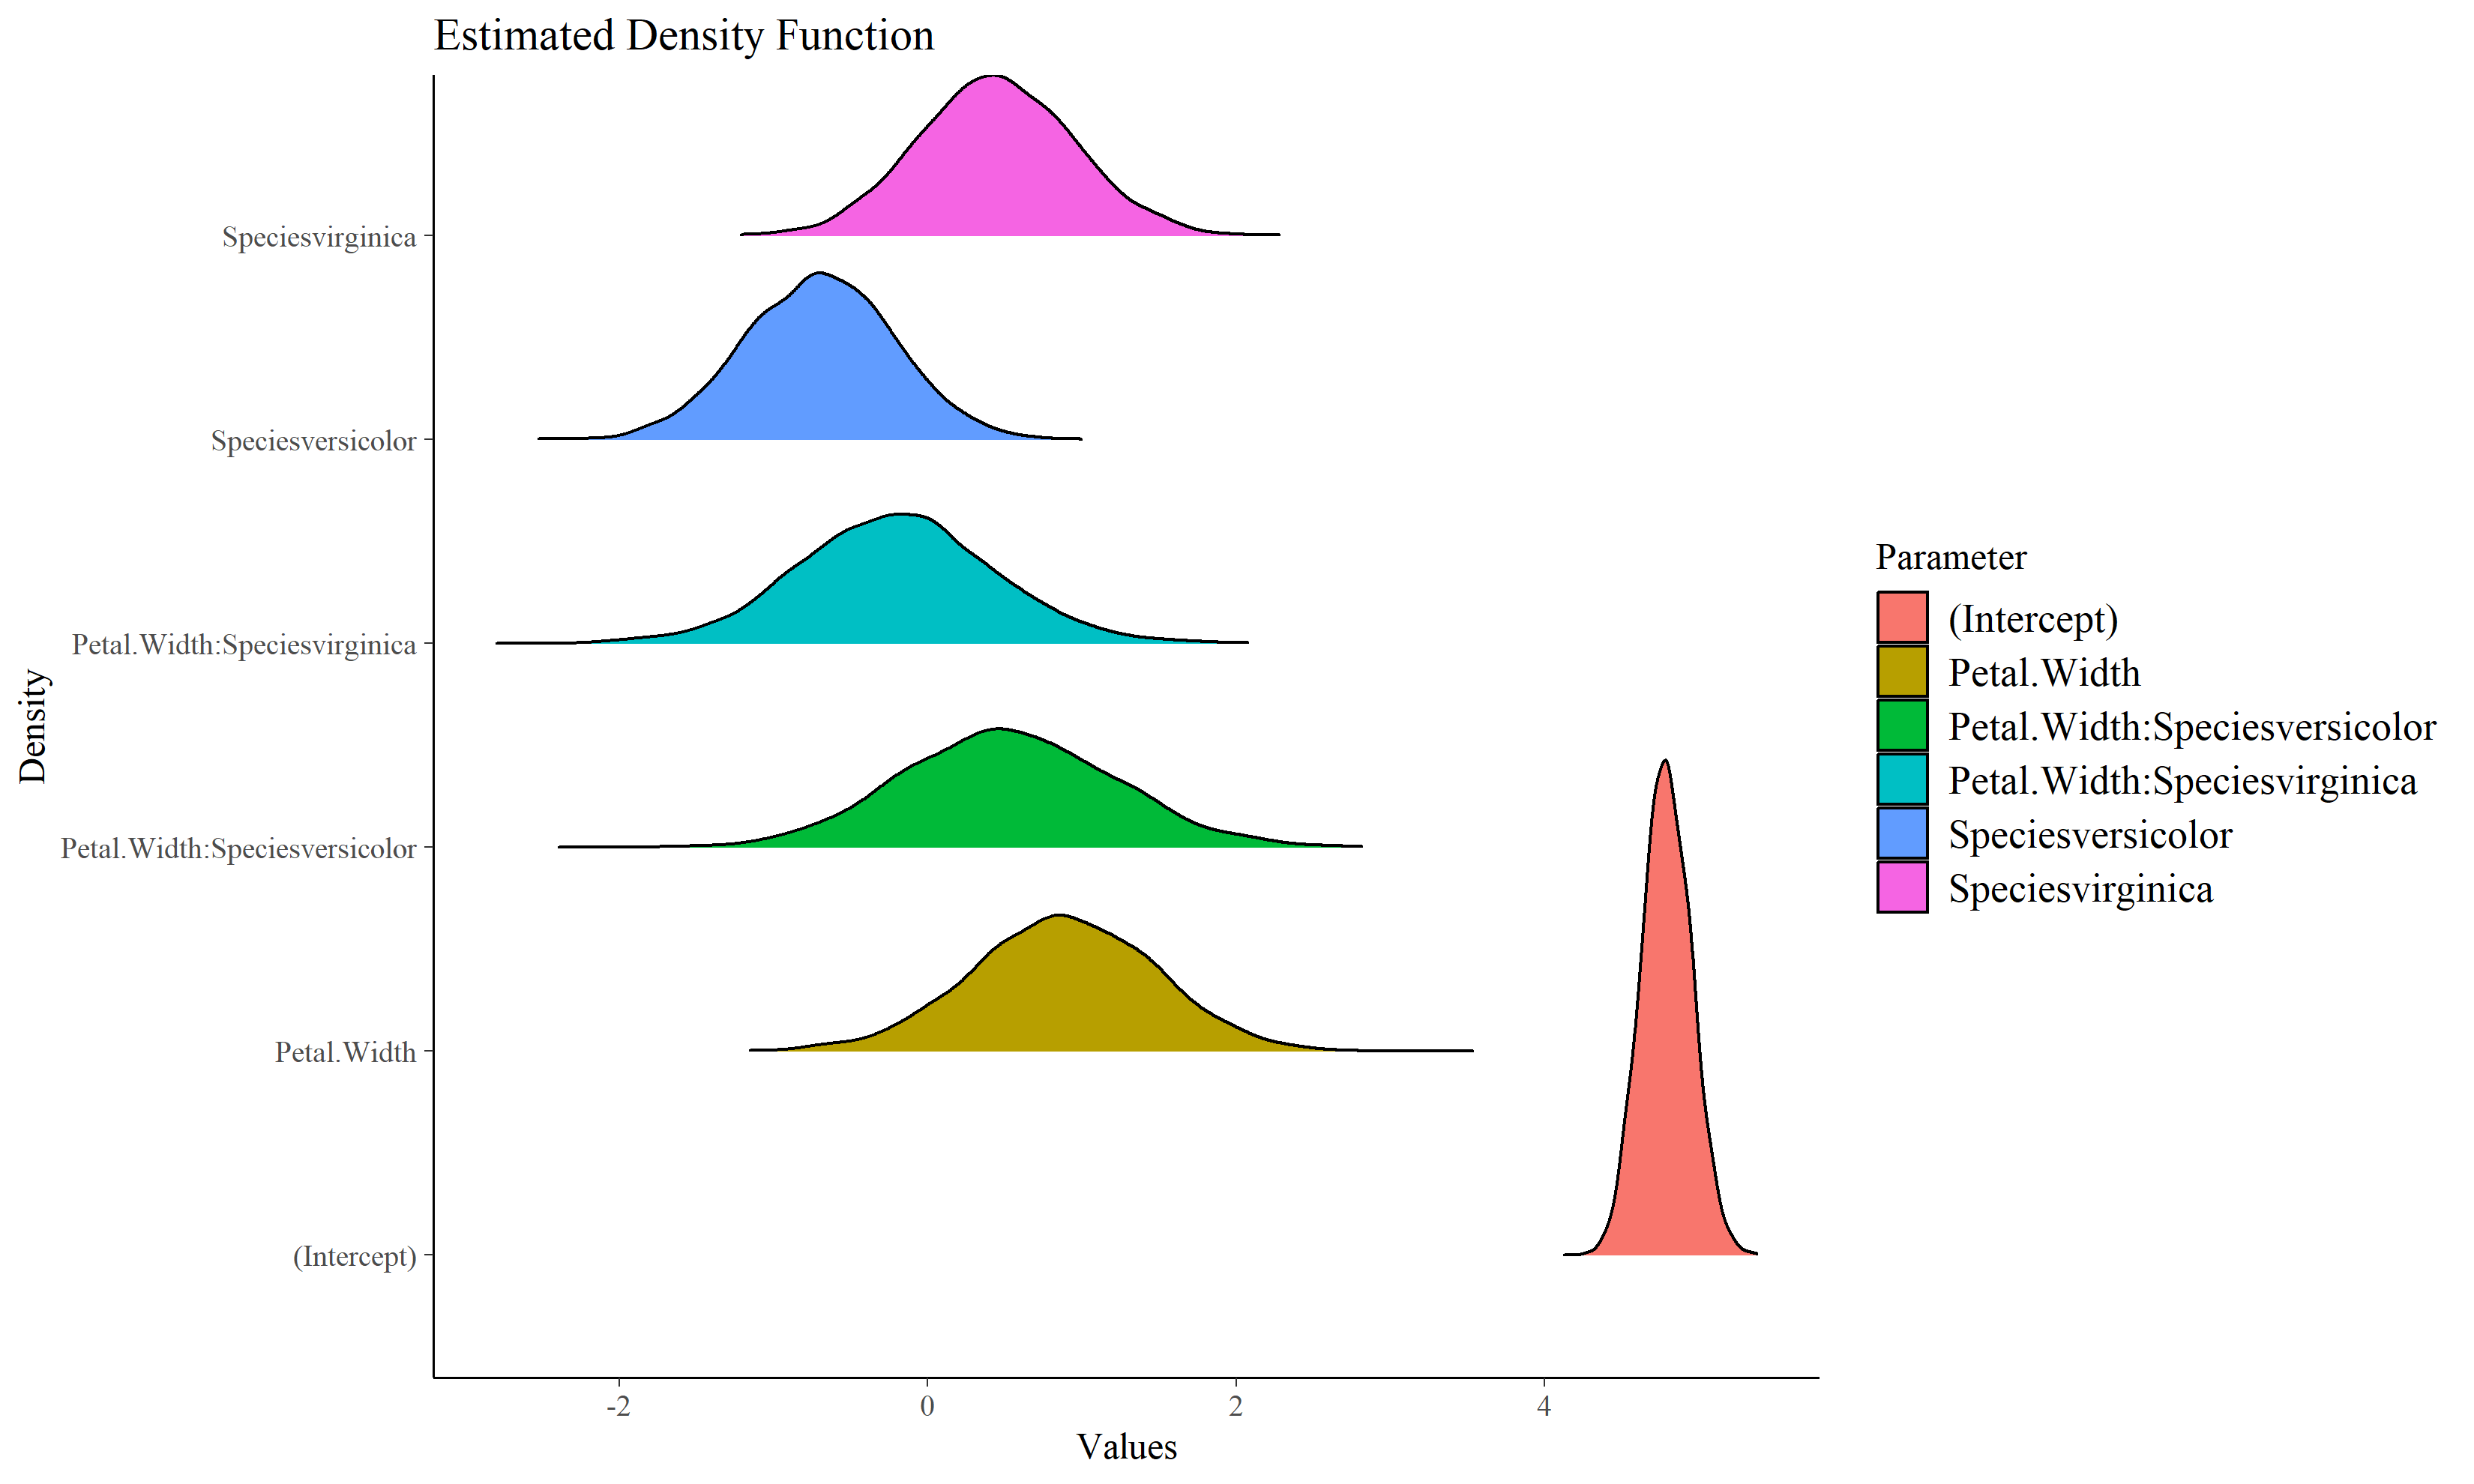 Estimated Density Function
Speciesvirginica
Speciesversicolor
Petal.Width:Speciesvirginica
Petal.Width:Speciesversicolor
Petal.Width
(Intercept)
Density
-2 0 2 4
Values
Parameter
(Intercept)
Petal.Width
Petal.Width:Speciesversicolor
Petal.Width:Speciesvirginica
Speciesversicolor
Speciesvirginica